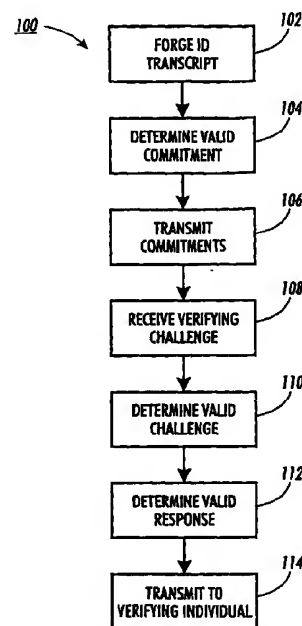 100
FORGE ID
TRANSCRIPT
102
DETERMINE VALID
COMMITMENT
104
TRANSMIT
COMMITMENTS
106
RECEIVE VERIFYING
CHALLENGE
108
DETERMINE VALID
CHALLENGE
110
DETERMINE VALID
RESPONSE
112
TRANSMIT TO
VERIFYING INDIVIDUAL
114